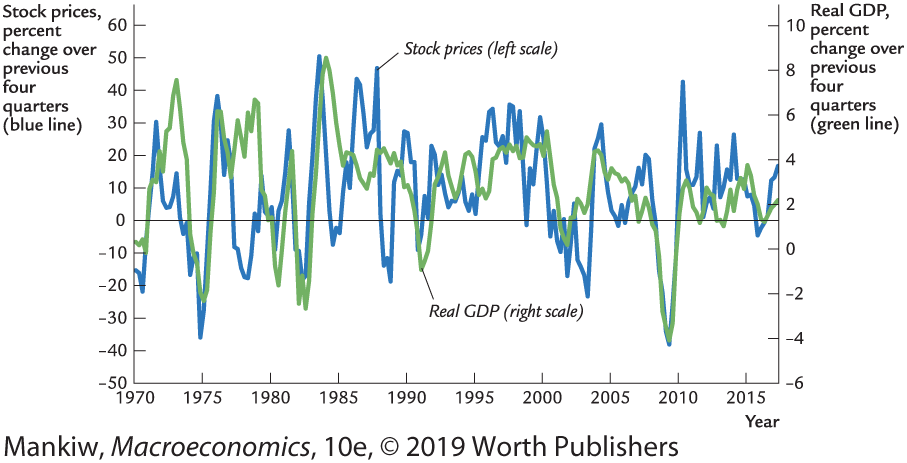 Stock prices,
percent
change over
previous
four
quarters
(blue line)
60
50
40
30
20
10
0
−10
−20
−30
−40
−50
Stock prices (left scale)
Real GDP (right scale)
Real GDP,
percent
change over
previous
four
quarters
(green line)
10
8
6
4
2
0
−2
−4
−6
1970 1975 1980 1985 1990 1995 2000 2005 2010 2015
Year
Mankiw, Macroeconomics, 10e, © 2019 Worth Publishers